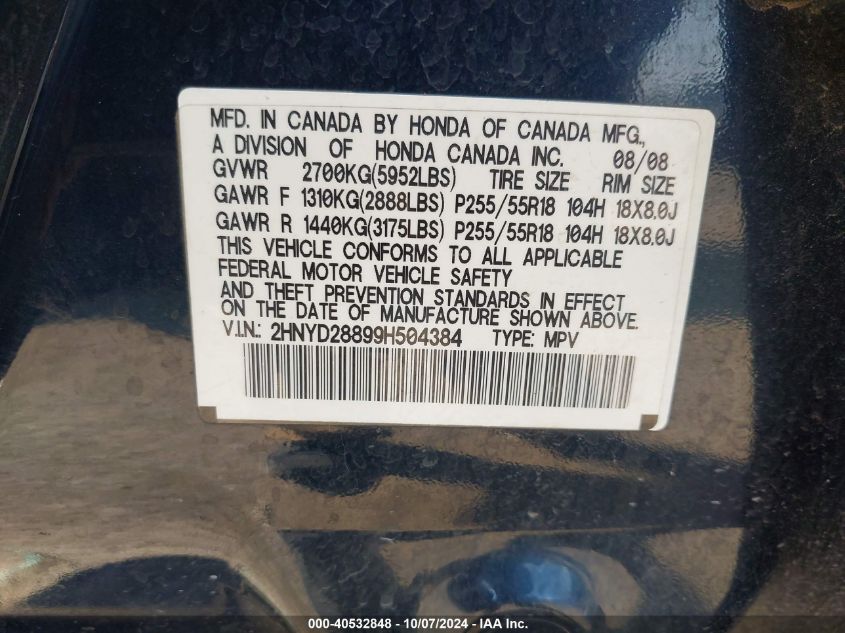 MFD. IN CANADA BY HONDA OF CANADA MFG.,
A DIVISION OF HONDA CANADA INC. 08/08
GVWR 2700KG(5952LBS) TIRE SIZE RIM SIZE
GAWR F 1310KG(2888LBS) P255/55R18 104H 18X8.0J
GAWR R 1440KG(3175LBS) P255/55R18 104H 18X8.0J
THIS VEHICLE CONFORMS TO ALL APPLICABLE
FEDERAL MOTOR VEHICLE SAFETY
AND THEFT PREVENTION STANDARDS IN EFFECT
ON THE DATE OF MANUFACTURE SHOWN ABOVE.
V.I.N.: 2HNYD28899H504384 TYPE: MPV
000-40532848 - 10/07/2024 - IAA Inc.